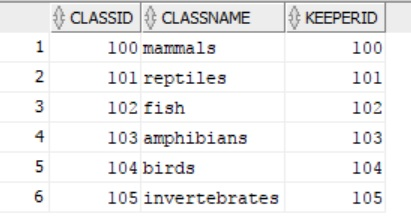 CLASSID CLASSNAME KEEPERID
1 100 mammals 100
2 101 reptiles 101
3 102 fish 102
4 103 amphibians 103
5 104 birds 104
6 105 invertebrates 105